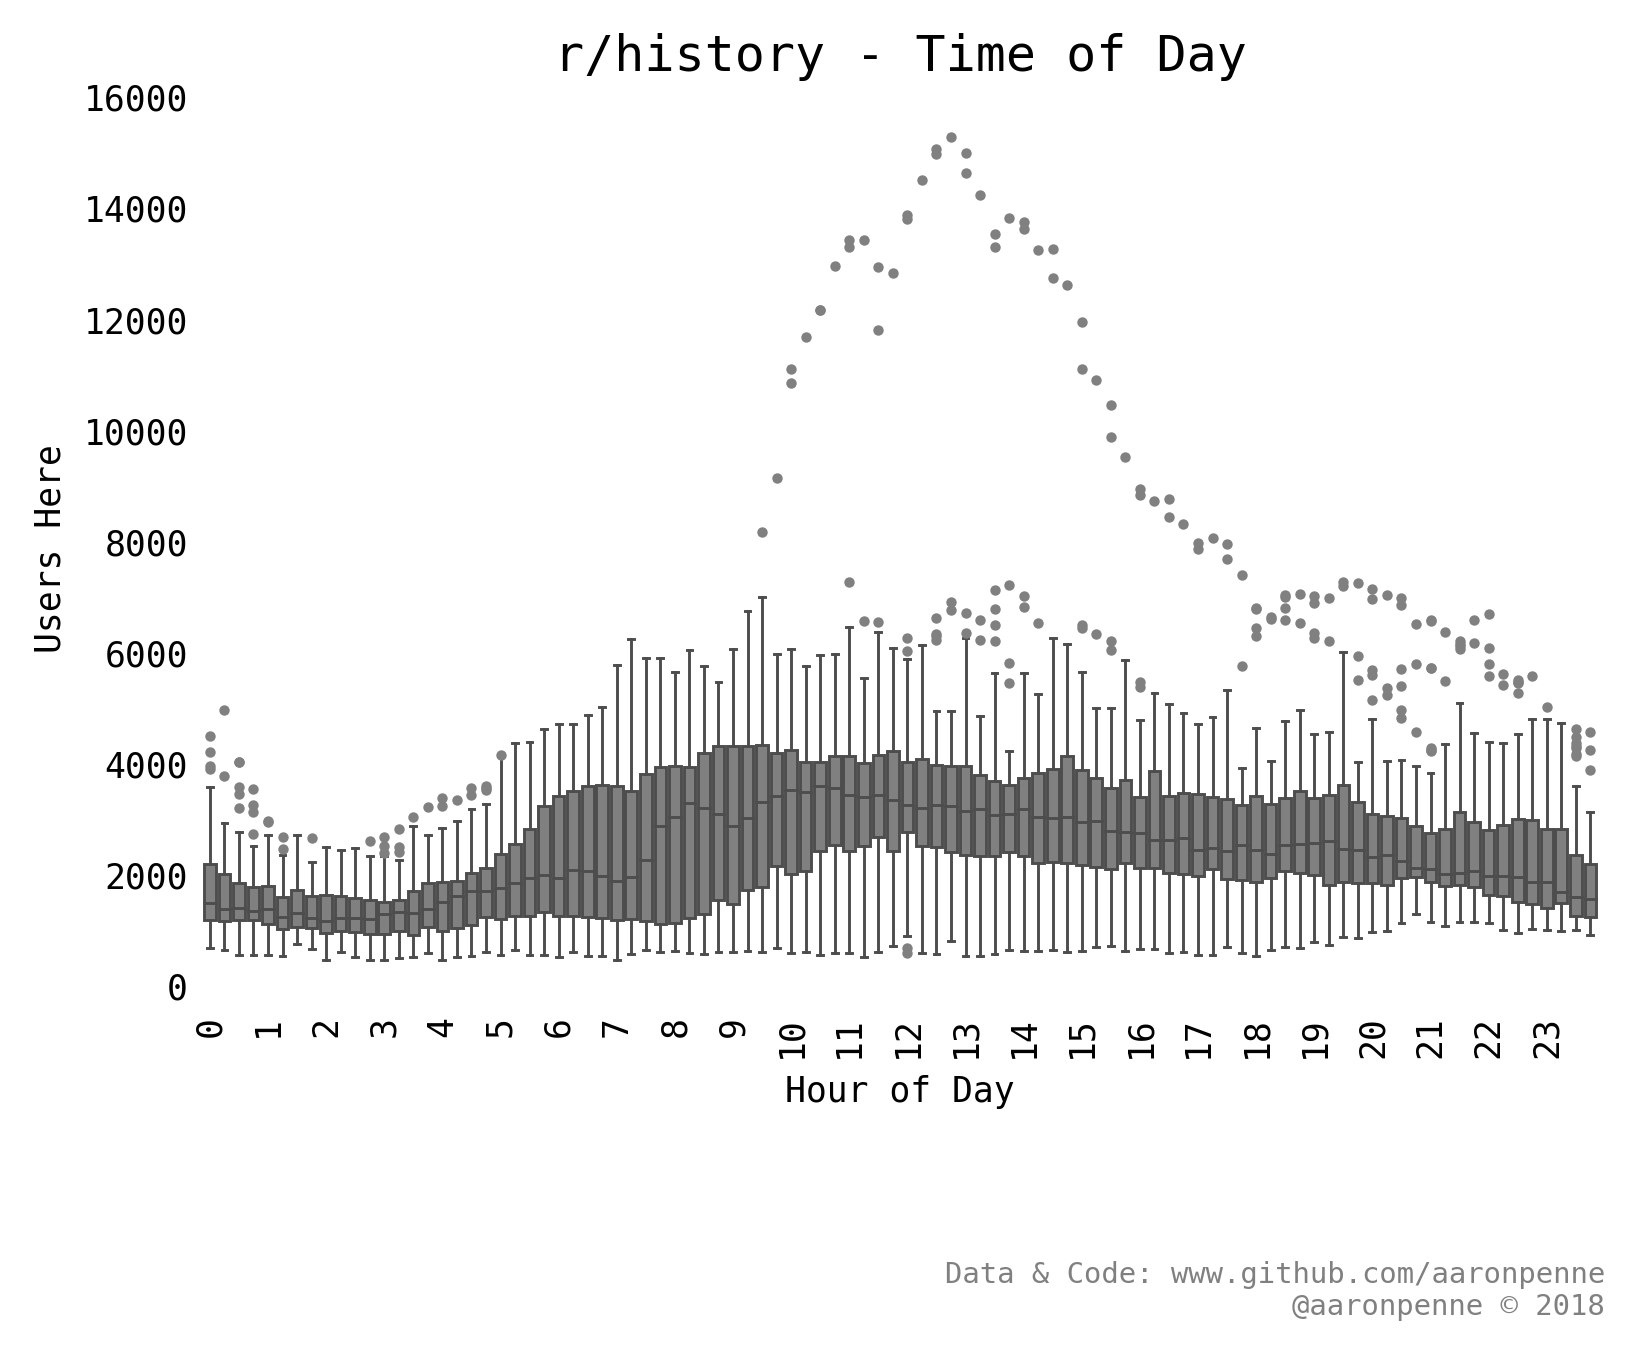 r/history - Time of Day
16000
14000
12000
10000
8000
6000
4000
2000
0
Users Here
0 1 2 3 4 5 6 7 8 9 10 11 12 13 14 15 16 17 18 19 20 21 22 23
Hour of Day
Data & Code: www.github.com/aaronpenne
@aaronpenne © 2018